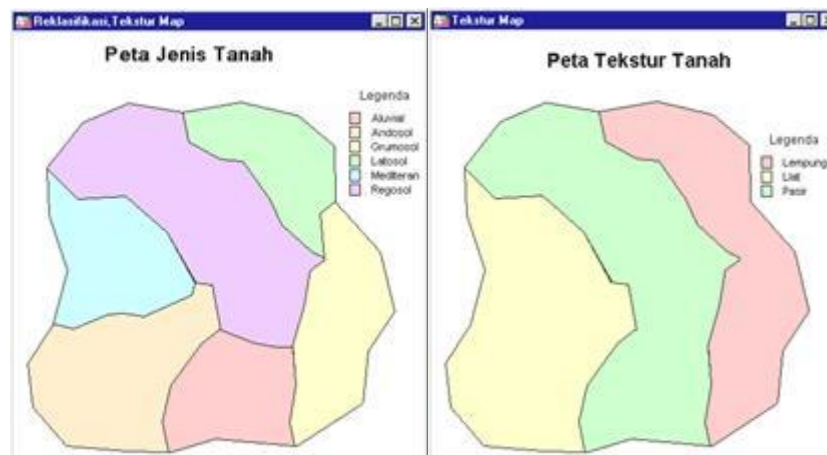 Reklasifikasi,Tekstur Map
Peta Jenis Tanah
Legenda
Aluvial
Andosol
Grumosol
Latosol
Mediteran
Regosol
Tekstur Map
Peta Tekstur Tanah
Legenda
Lempung
Liat
Pasir